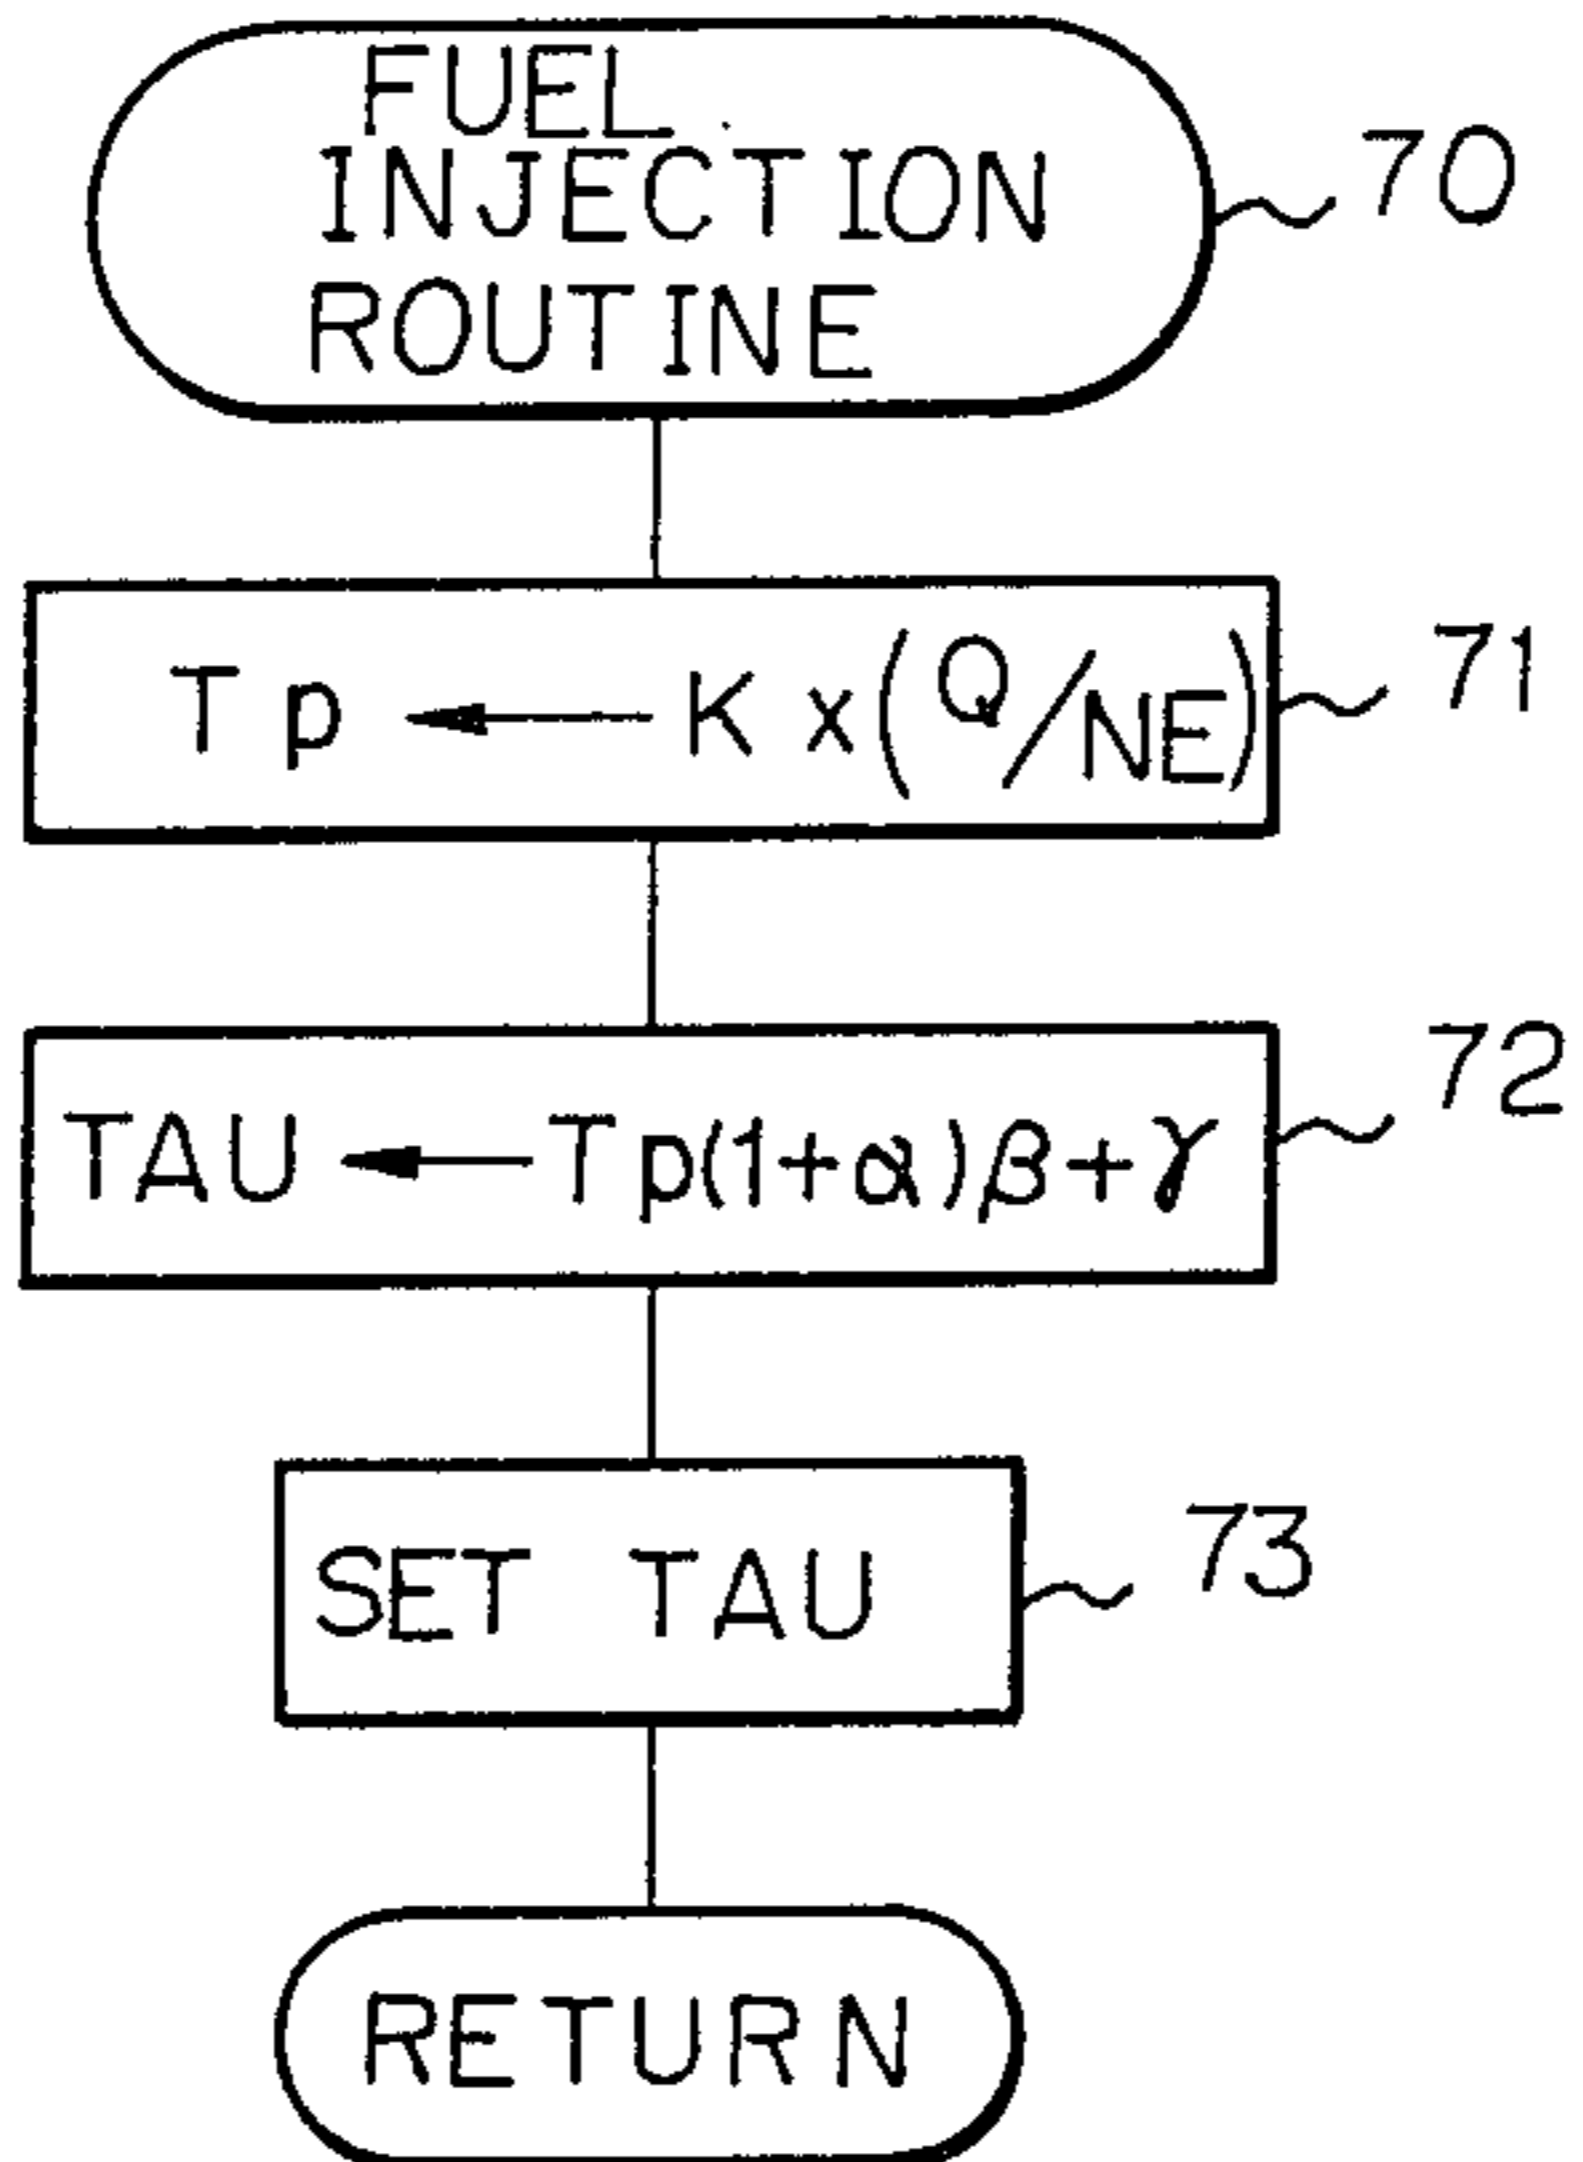 FUEL
INJECTION
ROUTINE
70
Tp ← K x (Q/NE)
71
TAU ← Tp(1+α)β+γ
72
SET TAU
73
RETURN